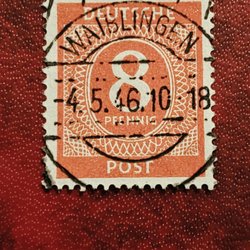 DEUTSCHE
WAIBLINGEN
8
PFENNIG
-4.5.46.10-18
POST